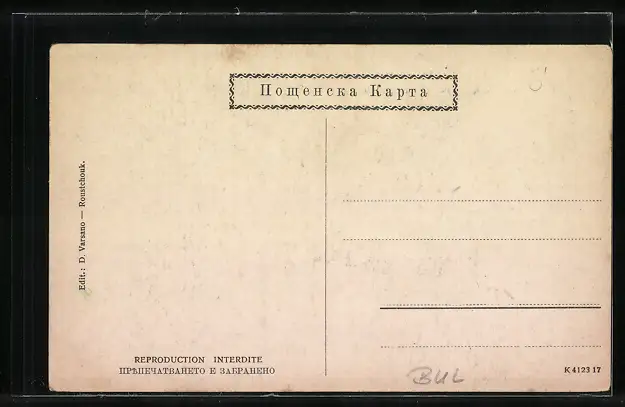 Пощенска Карта
Edit.: D. Varsano — Roustchouk.
REPRODUCTION INTERDITE
ПРѢПЕЧАТВАНЕТО Е ЗАБРАНЕНО
K 4123 17
BUL